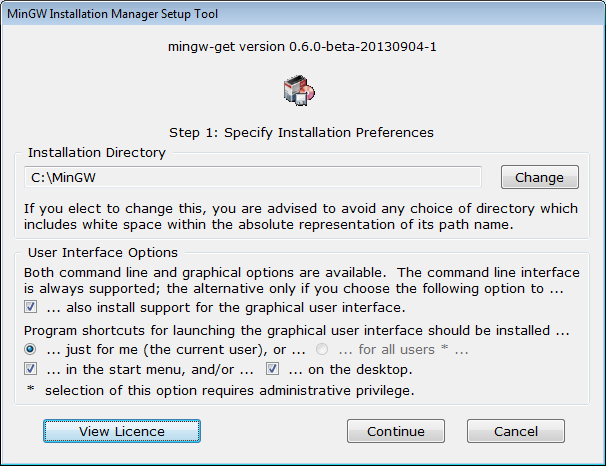 MinGW Installation Manager Setup Tool
mingw-get version 0.6.0-beta-20130904-1
Step 1: Specify Installation Preferences
Installation Directory
C:\MinGW
Change
If you elect to change this, you are advised to avoid any choice of directory which
includes white space within the absolute representation of its path name.
User Interface Options
Both command line and graphical options are available.  The command line interface
is always supported; the alternative only if you choose the following option to ...
... also install support for the graphical user interface.
Program shortcuts for launching the graphical user interface should be installed ...
... just for me (the current user), or ... ... for all users * ...
... in the start menu, and/or ... ... on the desktop.
*  selection of this option requires administrative privilege.
View Licence Continue Cancel